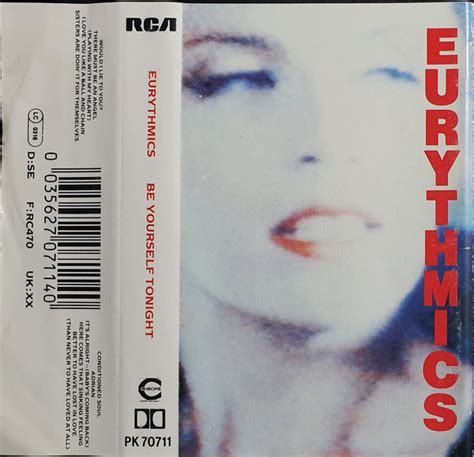 WOULD I LIE TO YOU?
THERE MUST BE AN ANGEL
(PLAYING WITH MY HEART)
I LOVE YOU LIKE A BALL AND CHAIN
SISTERS ARE DOIN' IT FOR THEMSELVES
LC 0316
D:SE
F:RC470
UK:XX
0 035627 071140
CONDITIONED SOUL
ADRIAN
IT'S ALRIGHT–(BABY'S COMING BACK)
HERE COMES THAT SINKING FEELING
BETTER TO HAVE LOST IN LOVE
(THAN NEVER TO HAVE LOVED AT ALL)
RCA
EURYTHMICS
BE YOURSELF TONIGHT
CHROME
PK 70711
EURYTHMICS